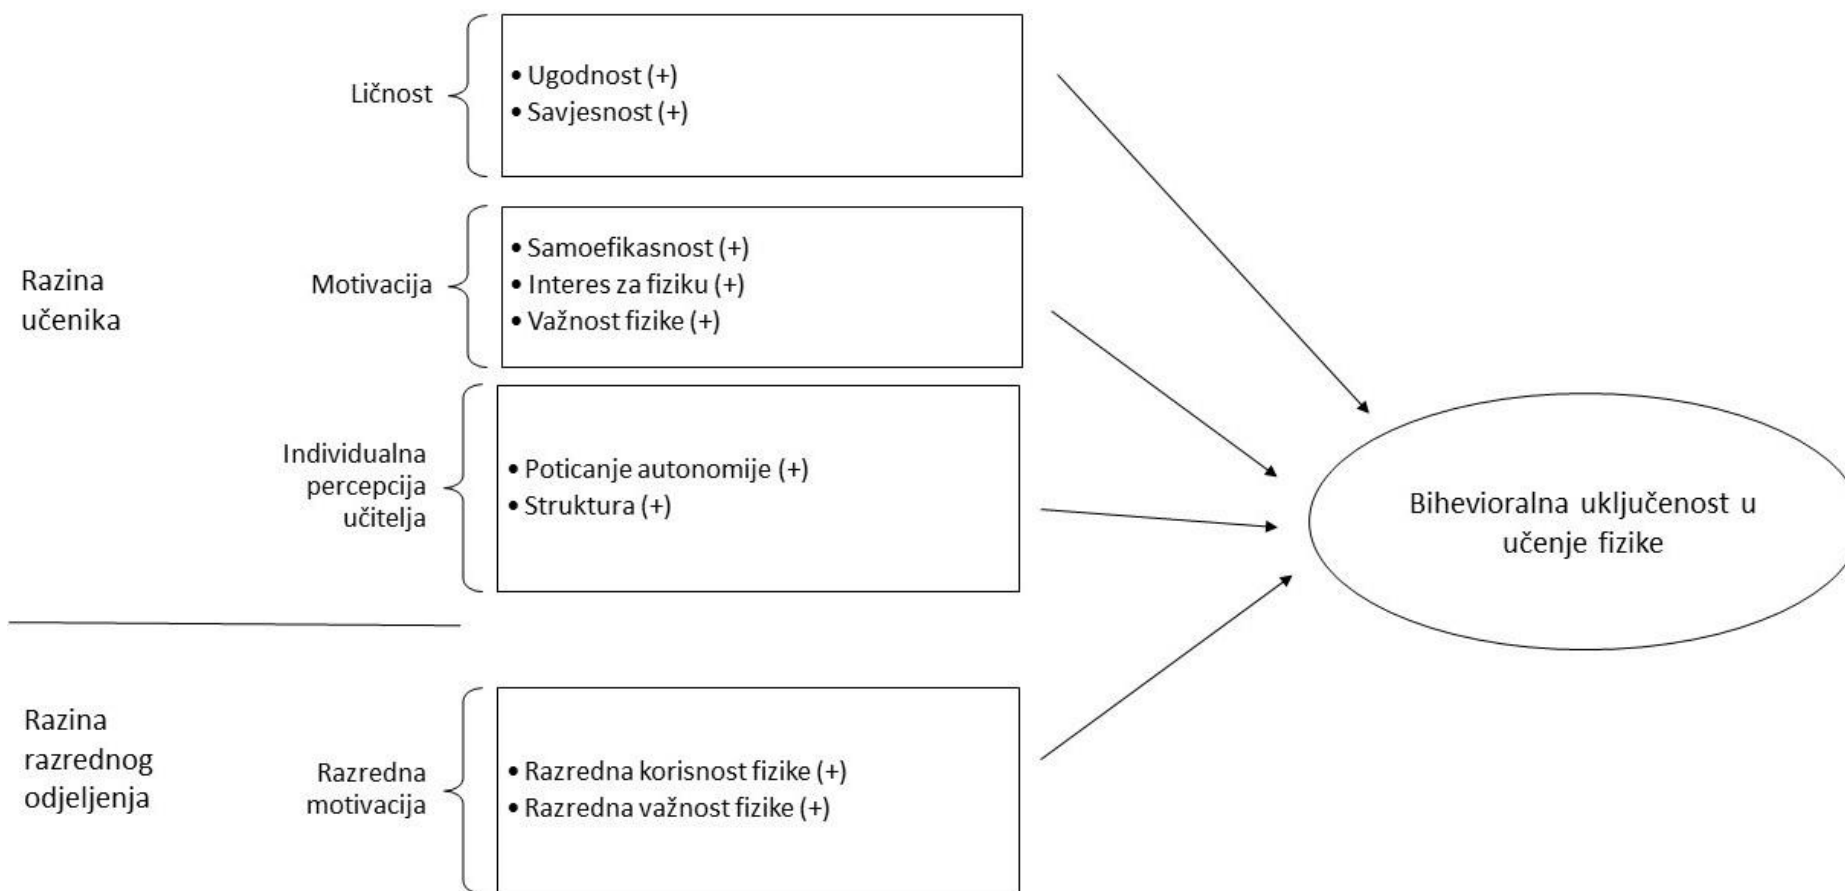 Ličnost
• Ugodnost (+)
• Savjesnost (+)
Razina
učenika
Motivacija
• Samoefikasnost (+)
• Interes za fiziku (+)
• Važnost fizike (+)
Individualna
percepcija
učitelja
• Poticanje autonomije (+)
• Struktura (+)
Bihevioralna uključenost u
učenje fizike
Razina
razrednog
odjeljenja
Razredna
motivacija
• Razredna korisnost fizike (+)
• Razredna važnost fizike (+)